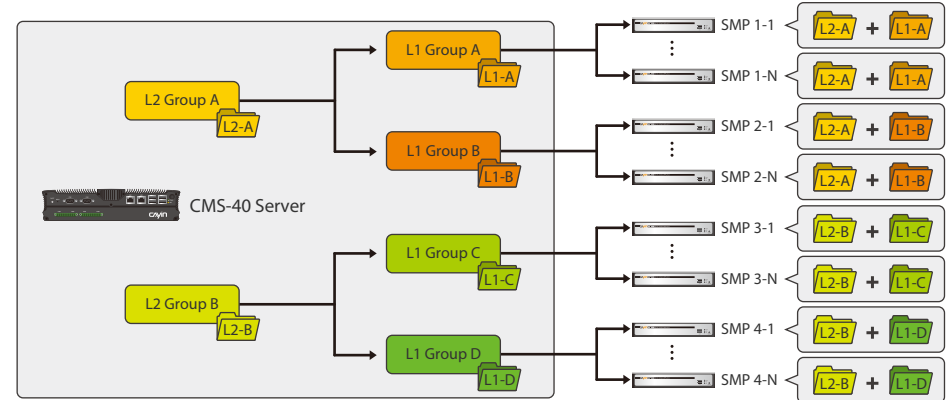 SMP 1-1
L2-A + L1-A
L1 Group A
L1-A
SMP 1-N
L2-A + L1-A
L2 Group A
L2-A
SMP 2-1
L2-A + L1-B
L1 Group B
L1-B
SMP 2-N
L2-A + L1-B
CAYIN
CMS-40 Server
SMP 3-1
L2-B + L1-C
L1 Group C
L1-C
SMP 3-N
L2-B + L1-C
L2 Group B
L2-B
SMP 4-1
L2-B + L1-D
L1 Group D
L1-D
SMP 4-N
L2-B + L1-D